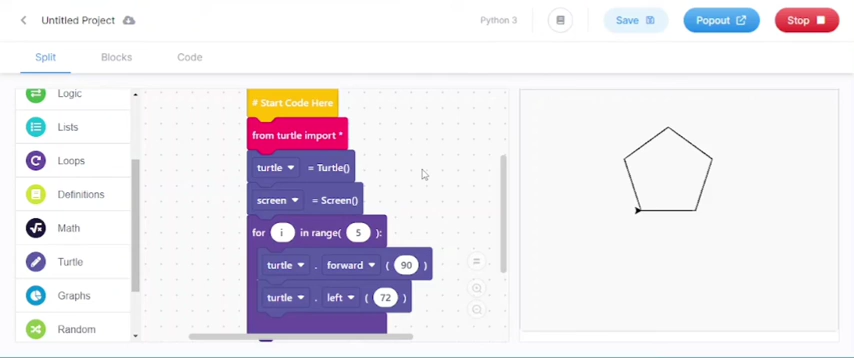 Untitled Project
Python 3
Save
Popout
Stop
Split
Blocks
Code
Logic
Lists
Loops
Definitions
Math
Turtle
Graphs
Random
# Start Code Here
from turtle import *
turtle = Turtle()
screen = Screen()
for i in range( 5 ):
turtle . forward ( 90 )
turtle . left ( 72 )